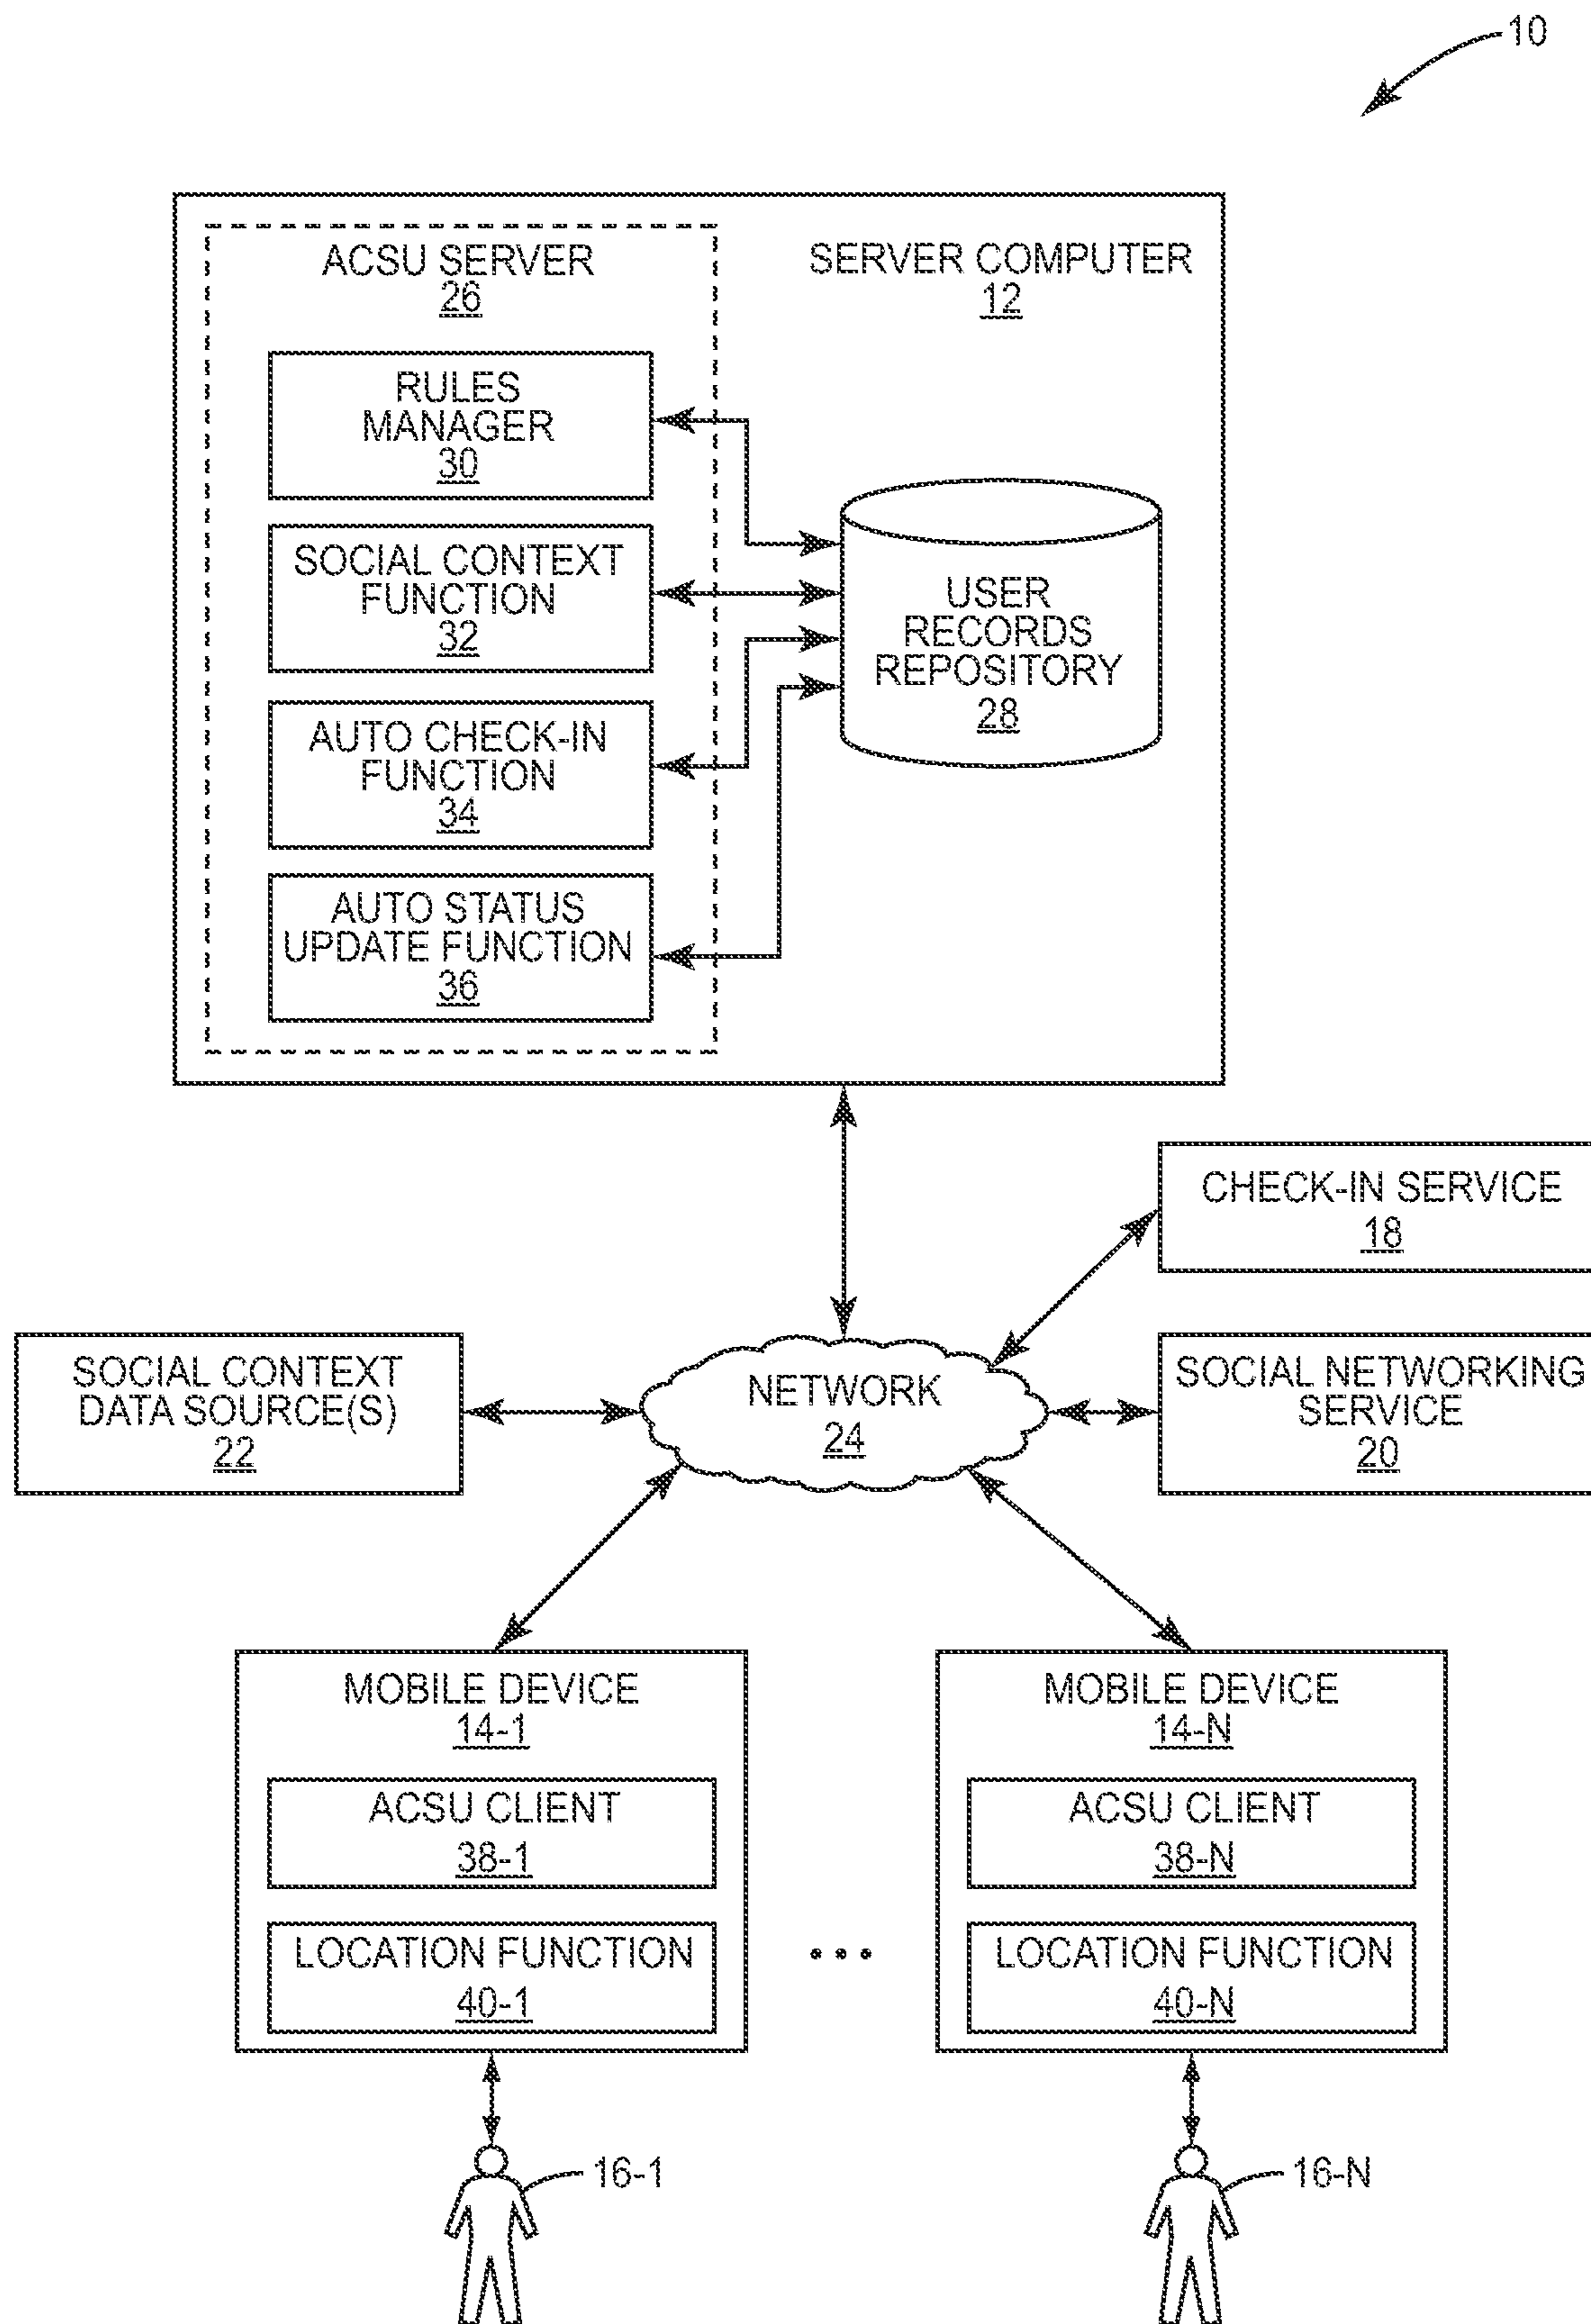 10
ACSU SERVER
26
SERVER COMPUTER
12
RULES
MANAGER
30
SOCIAL CONTEXT
FUNCTION
32
AUTO CHECK-IN
FUNCTION
34
AUTO STATUS
UPDATE FUNCTION
36
USER
RECORDS
REPOSITORY
28
CHECK-IN SERVICE
18
SOCIAL CONTEXT
DATA SOURCE(S)
22
NETWORK
24
SOCIAL NETWORKING
SERVICE
20
MOBILE DEVICE
14-1
ACSU CLIENT
38-1
LOCATION FUNCTION
40-1
MOBILE DEVICE
14-N
ACSU CLIENT
38-N
LOCATION FUNCTION
40-N
16-1
16-N